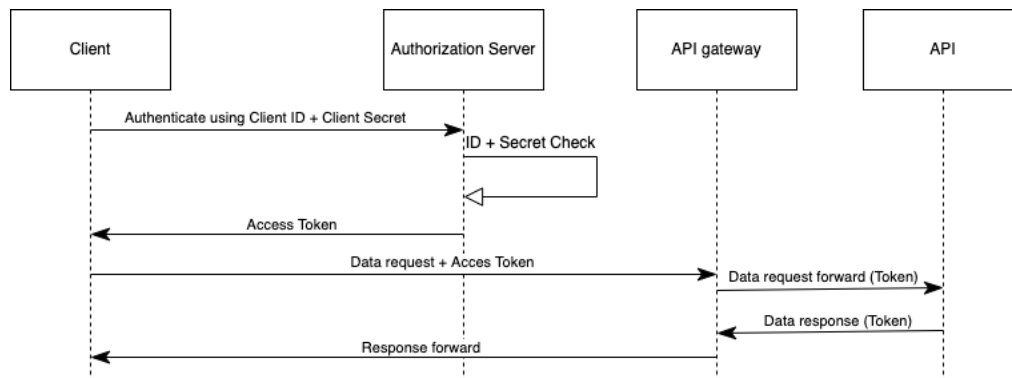 Client
Authorization Server
API gateway
API
Authenticate using Client ID + Client Secret
ID + Secret Check
Access Token
Data request + Acces Token
Data request forward (Token)
Data response (Token)
Response forward